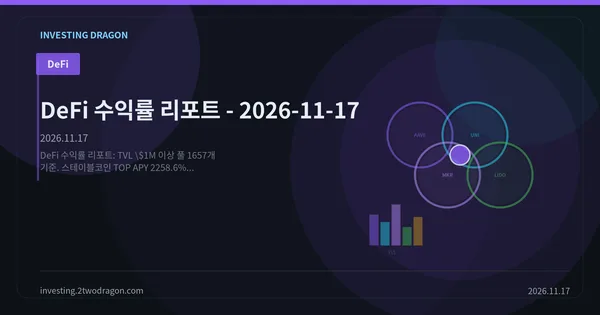 INVESTING DRAGON
DeFi
DeFi 수익률 리포트 - 2026-11-17
2026.11.17
DeFi 수익률 리포트: TVL \$1M 이상 풀 1657개
기준. 스테이블코인 TOP APY 2258.6%...
UNI
MKR
investing.2twodragon.com
2026.11.17